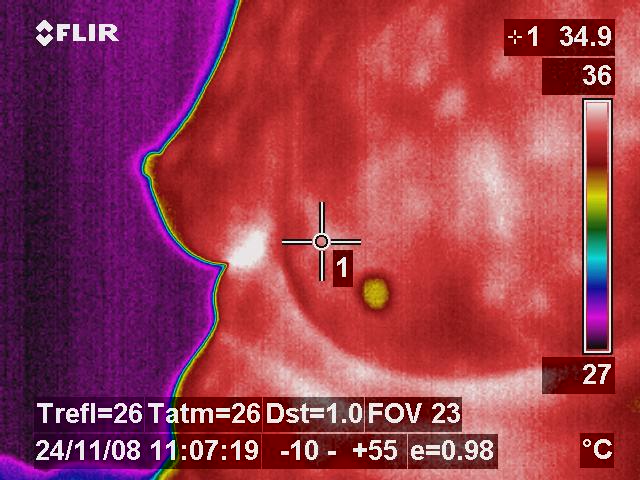 FLIR
1 34.9
36
1
27
Trefl=26 Tatm=26 Dst=1.0 FOV 23
24/11/08 11:07:19 -10 - +55 e=0.98 °C